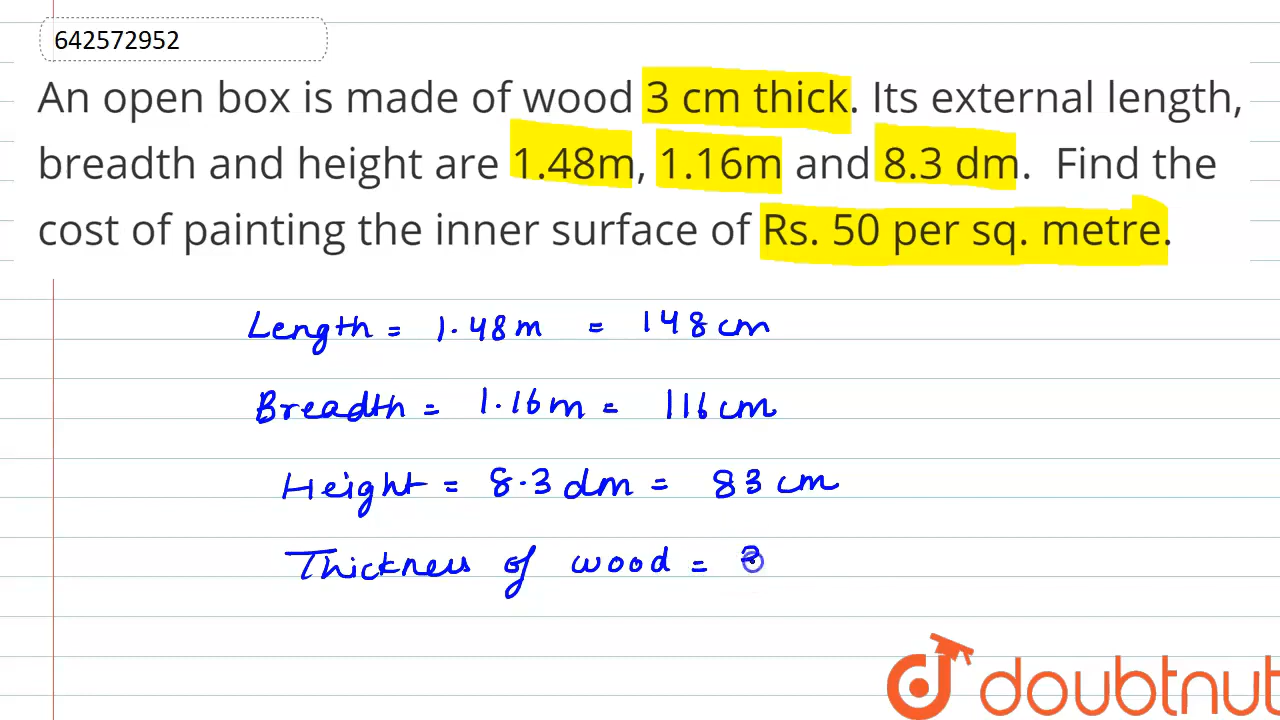 642572952
An open box is made of wood 3 cm thick. Its external length,
breadth and height are 1.48m, 1.16m and 8.3 dm. Find the
cost of painting the inner surface of Rs. 50 per sq. metre.
Length = 1.48m = 148 cm
Breadth = 1.16m = 116 cm
Height = 8.3 dm = 83 cm
Thickness of wood = 3
doubtnut